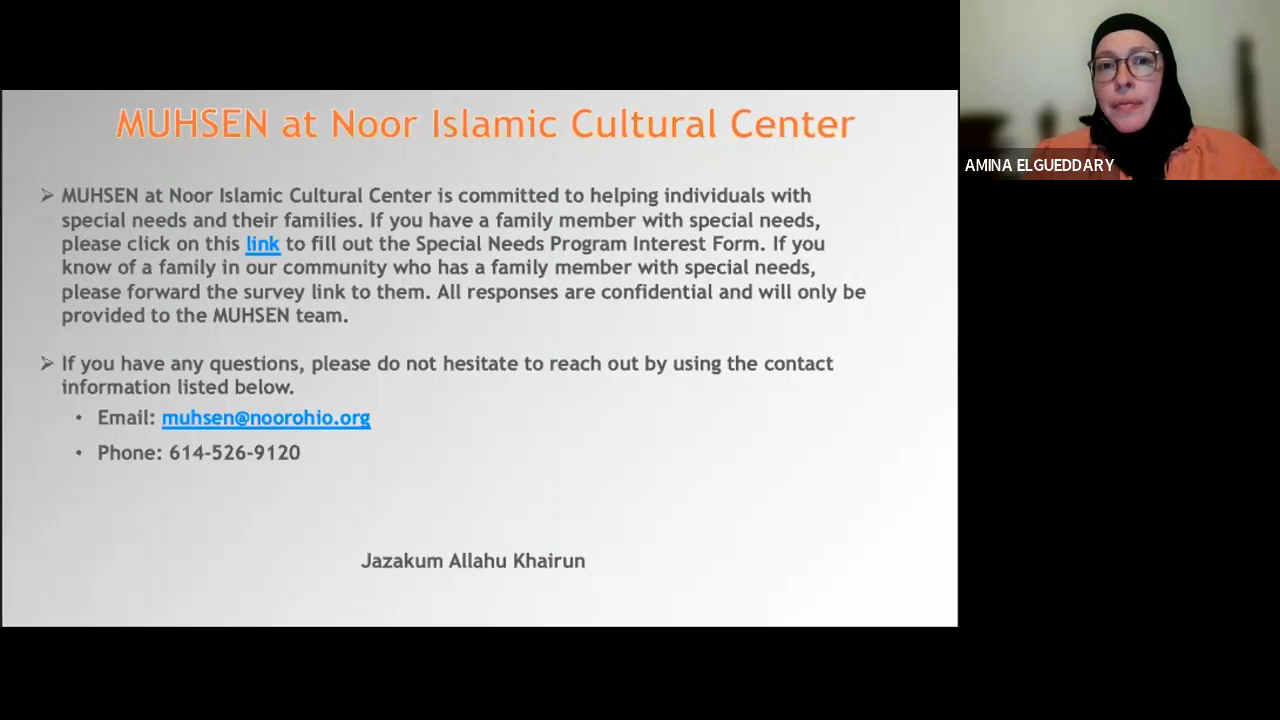 MUHSEN at Noor Islamic Cultural Center
➢ MUHSEN at Noor Islamic Cultural Center is committed to helping individuals with
special needs and their families. If you have a family member with special needs,
please click on this link to fill out the Special Needs Program Interest Form. If you
know of a family in our community who has a family member with special needs,
please forward the survey link to them. All responses are confidential and will only be
provided to the MUHSEN team.
➢ If you have any questions, please do not hesitate to reach out by using the contact
information listed below.
• Email: muhsen@noorohio.org
• Phone: 614-526-9120
Jazakum Allahu Khairun
AMINA ELGUEDDARY